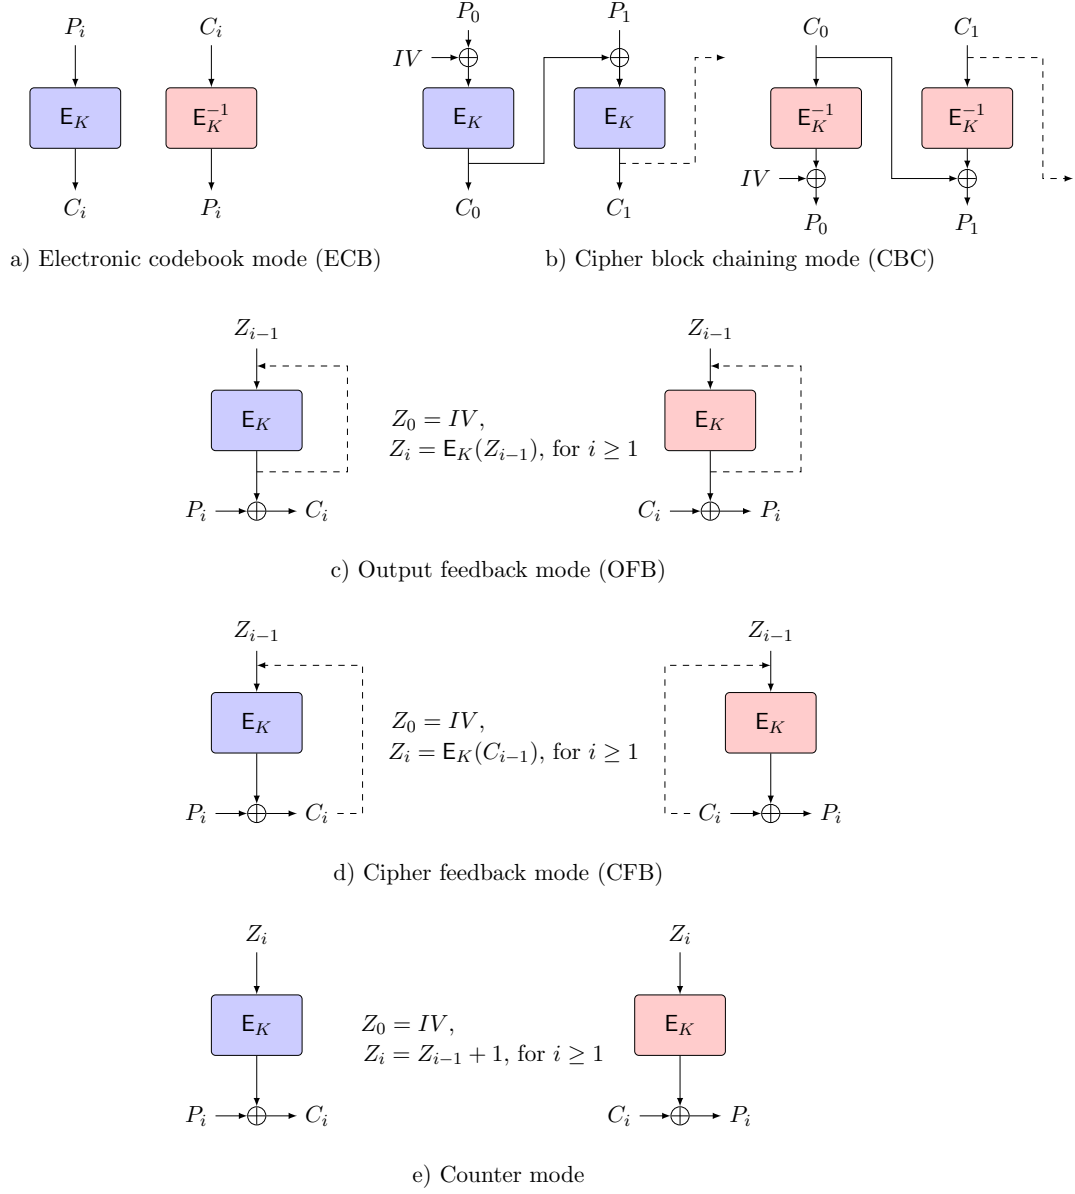 P_i C_i
E_K E_K^{-1}
C_i P_i
a) Electronic codebook mode (ECB)
P_0 P_1
IV
E_K E_K
C_0 C_1
C_0 C_1
E_K^{-1} E_K^{-1}
IV
P_0 P_1
b) Cipher block chaining mode (CBC)
Z_{i−1} Z_{i−1}
E_K
Z_0 = IV,
Z_i = E_K(Z_{i−1}), for i ≥ 1
E_K
P_i C_i
C_i P_i
c) Output feedback mode (OFB)
Z_{i−1} Z_{i−1}
E_K
Z_0 = IV,
Z_i = E_K(C_{i−1}), for i ≥ 1
E_K
P_i C_i
C_i P_i
d) Cipher feedback mode (CFB)
Z_i Z_i
E_K
Z_0 = IV,
Z_i = Z_{i−1} + 1, for i ≥ 1
E_K
P_i C_i
C_i P_i
e) Counter mode